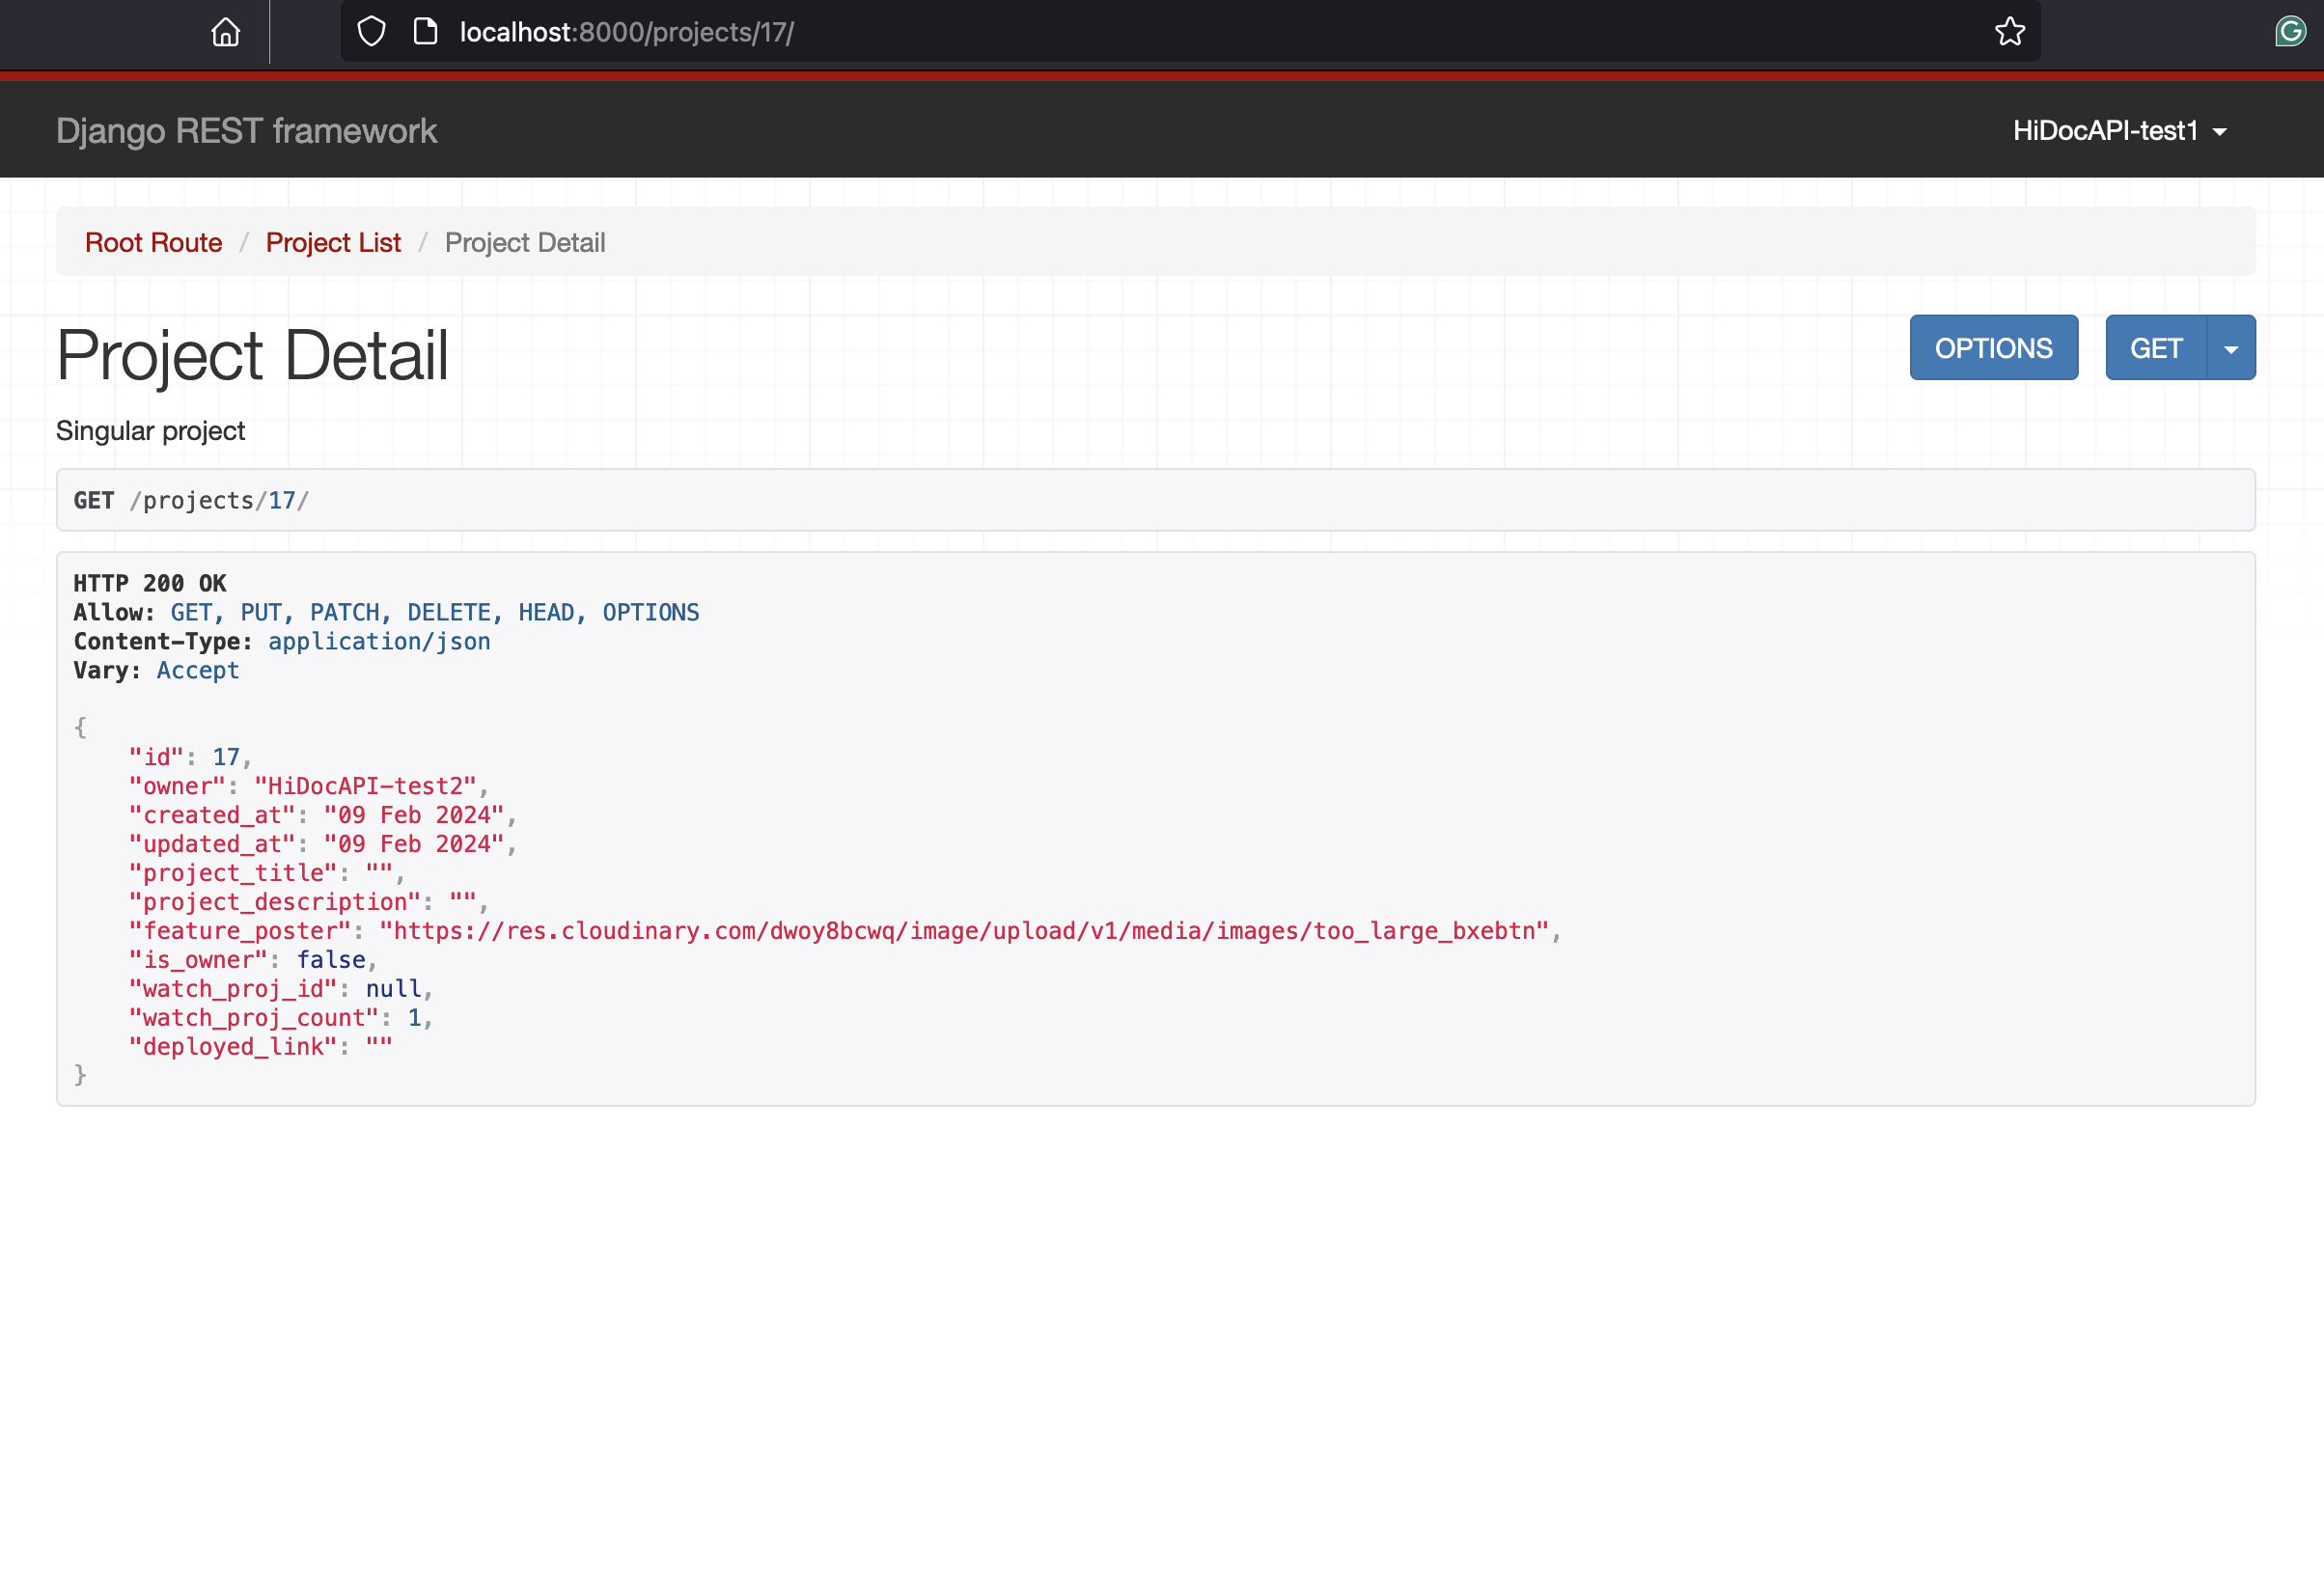 localhost:8000/projects/17/
Django REST framework
HiDocAPI-test1
Root Route / Project List / Project Detail
Project Detail
OPTIONS
GET
Singular project
GET /projects/17/
HTTP 200 OK
Allow: GET, PUT, PATCH, DELETE, HEAD, OPTIONS
Content-Type: application/json
Vary: Accept
{
    "id": 17,
    "owner": "HiDocAPI-test2",
    "created_at": "09 Feb 2024",
    "updated_at": "09 Feb 2024",
    "project_title": "",
    "project_description": "",
    "feature_poster": "https://res.cloudinary.com/dwoy8bcwq/image/upload/v1/media/images/too_large_bxebtn",
    "is_owner": false,
    "watch_proj_id": null,
    "watch_proj_count": 1,
    "deployed_link": ""
}